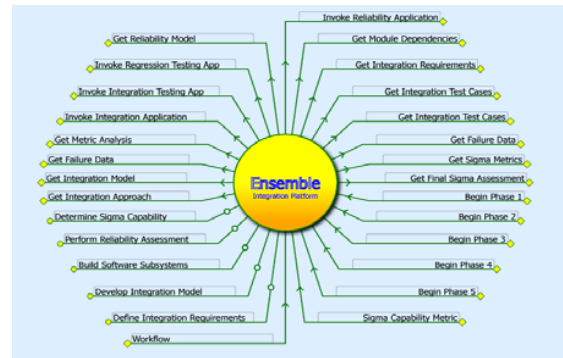 Invoke Reliability Application
Get Reliability Model
Get Module Dependencies
Invoke Regression Testing App
Get Integration Requirements
Invoke Integration Testing App
Get Integration Test Cases
Invoke Integration Application
Get Integration Test Cases
Get Metric Analysis
Get Failure Data
Get Failure Data
Get Sigma Metrics
Get Integration Model
Get Final Sigma Assessment
Ensemble
Integration Platform
Get Integration Approach
Begin Phase 1
Determine Sigma Capability
Begin Phase 2
Perform Reliability Assessment
Begin Phase 3
Build Software Subsystems
Begin Phase 4
Develop Integration Model
Begin Phase 5
Define Integration Requirements
Sigma Capability Metric
Workflow